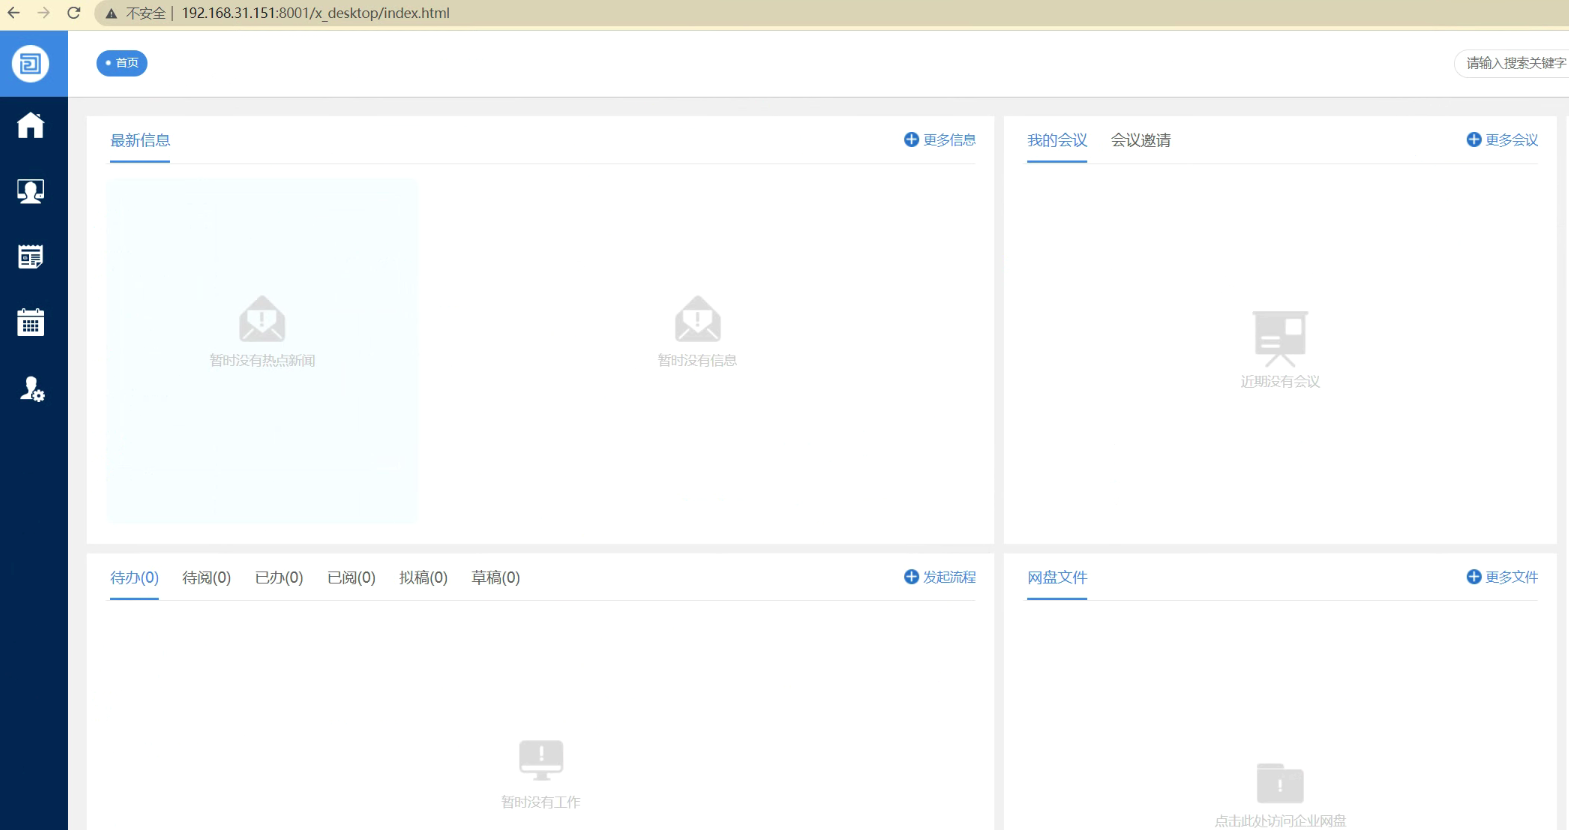 不安全 | 192.168.31.151:8001/x_desktop/index.html
首页
请输入搜索关键字
最新信息
更多信息
暂时没有热点新闻
暂时没有信息
我的会议 会议邀请
更多会议
近期没有会议
待办(0) 待阅(0) 已办(0) 已阅(0) 拟稿(0) 草稿(0)
发起流程
暂时没有工作
网盘文件
更多文件
点击此处访问企业网盘